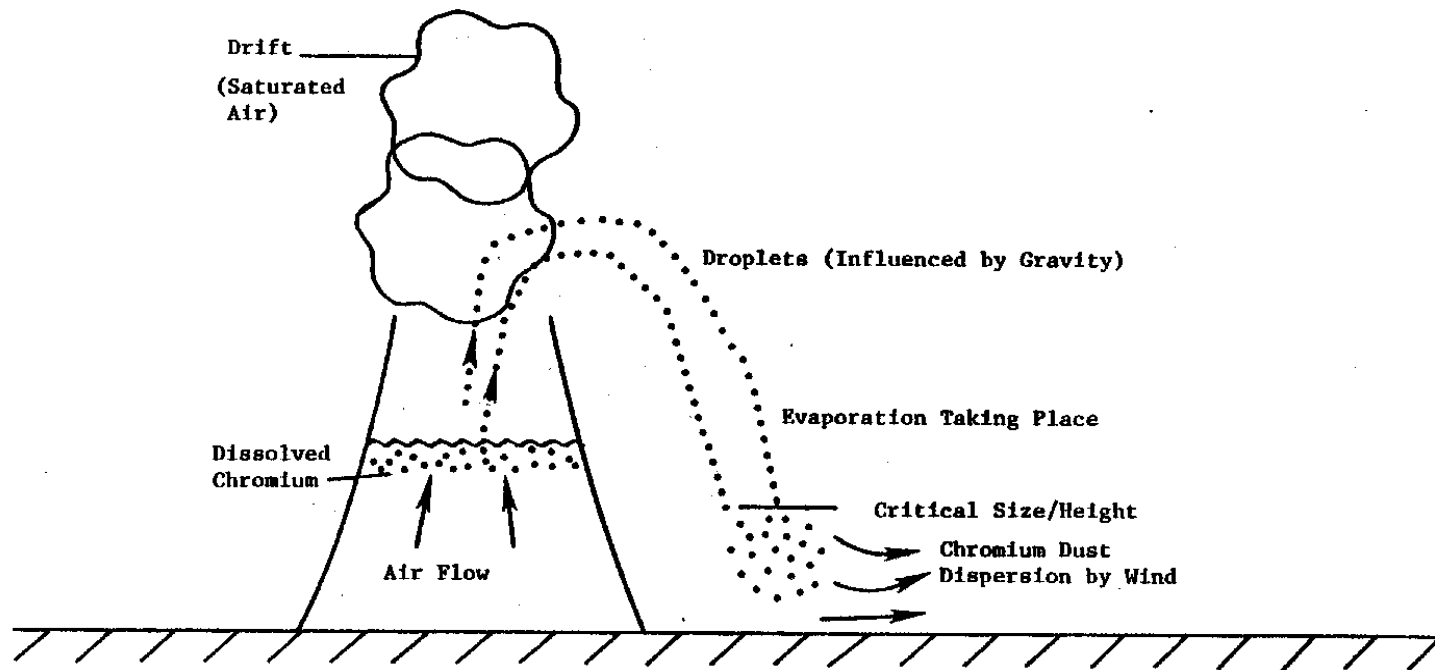 Drift
(Saturated
Air)
Droplets (Influenced by Gravity)
Evaporation Taking Place
Dissolved
Chromium
Critical Size/Height
Chromium Dust
Dispersion by Wind
Air Flow